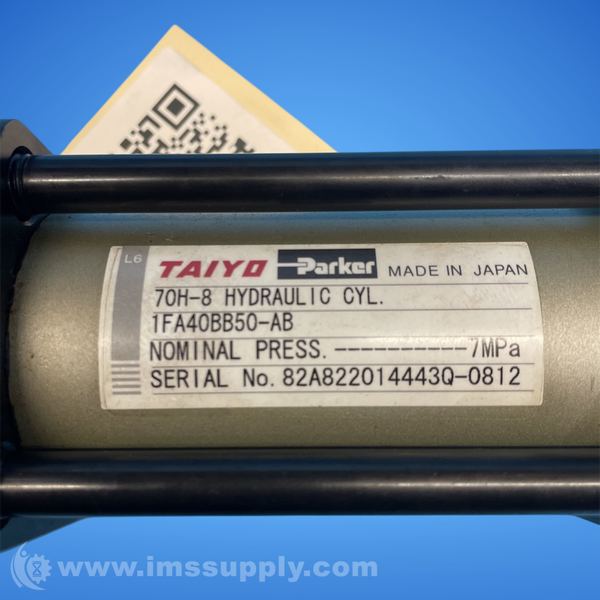 L6
TAIYO Parker MADE IN JAPAN
70H-8 HYDRAULIC CYL.
1FA40BB50-AB
NOMINAL PRESS.----------7MPa
SERIAL No. 82A822014443Q-0812
www.imssupply.com